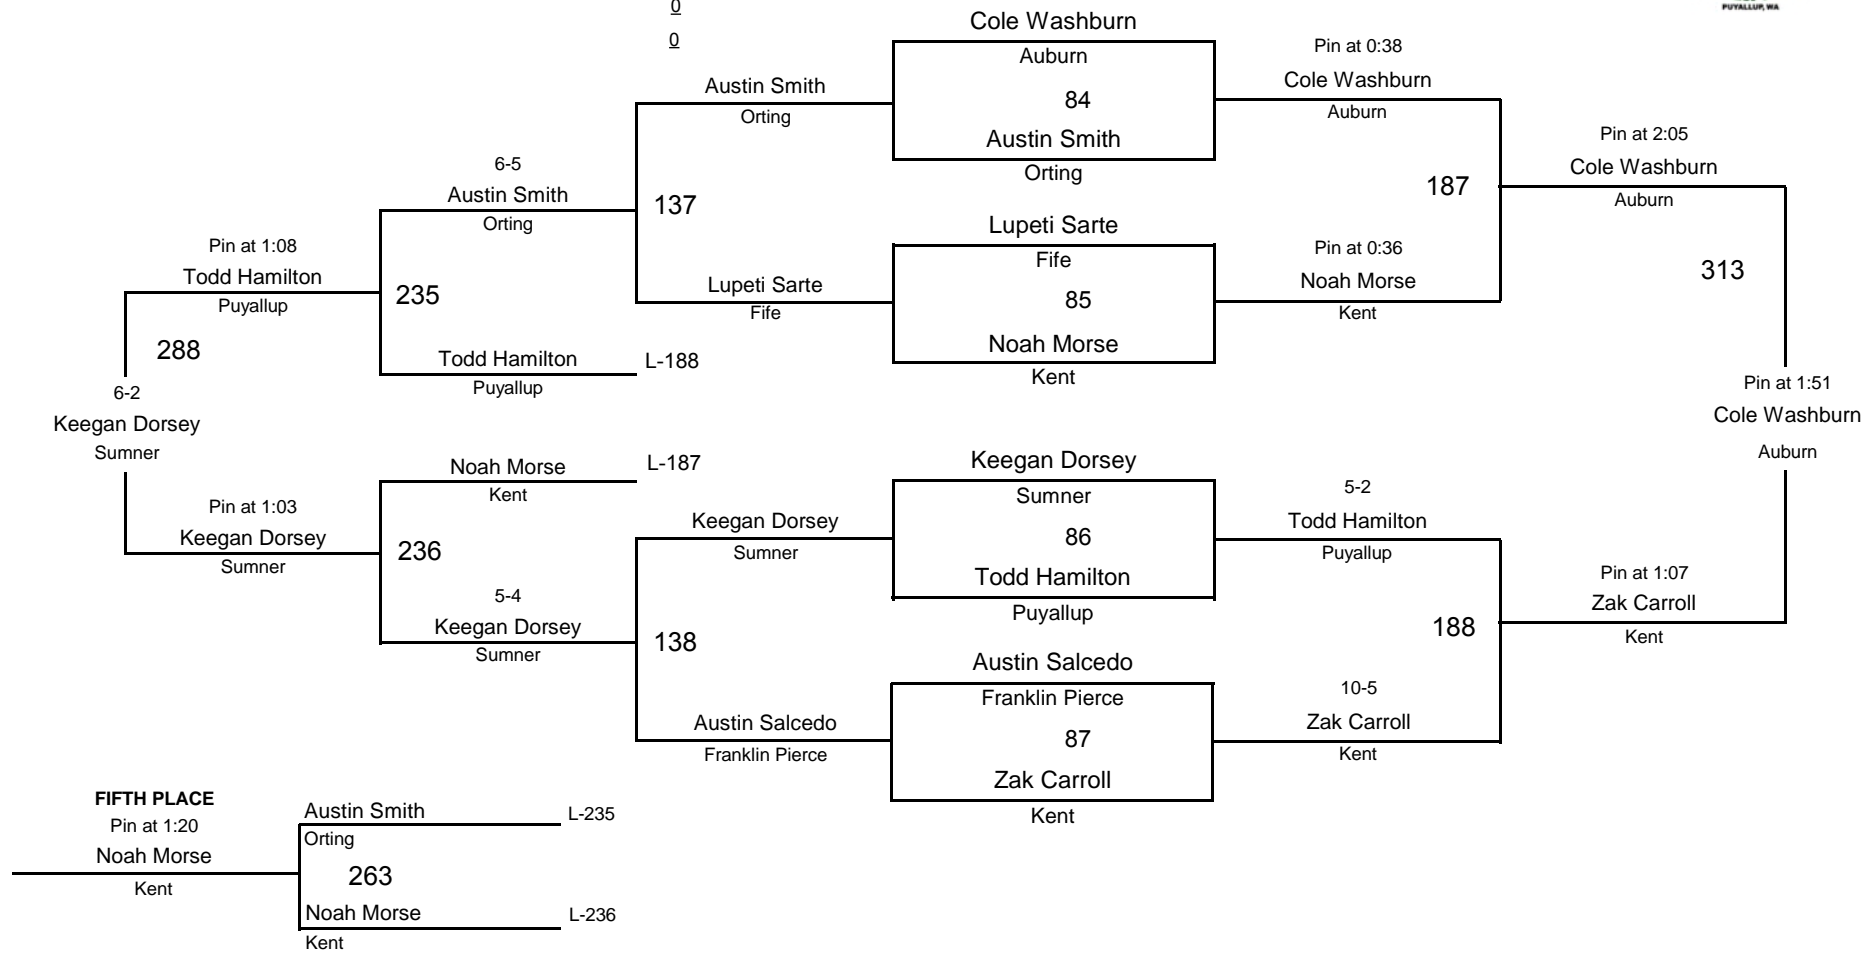 0
PUYALLUP, WA
0
Cole Washburn
Auburn
84
Austin Smith
Orting
Lupeti Sarte
Fife
85
Noah Morse
Kent
Keegan Dorsey
Sumner
86
Todd Hamilton
Puyallup
Austin Salcedo
Franklin Pierce
87
Zak Carroll
Kent
Pin at 0:38
Cole Washburn
Auburn
187
Pin at 0:36
Noah Morse
Kent
5-2
Todd Hamilton
Puyallup
188
10-5
Zak Carroll
Kent
Pin at 2:05
Cole Washburn
Auburn
313
Pin at 1:07
Zak Carroll
Kent
Pin at 1:51
Cole Washburn
Auburn
Austin Smith
Orting
137
Lupeti Sarte
Fife
Keegan Dorsey
Sumner
138
Austin Salcedo
Franklin Pierce
6-5
Austin Smith
Orting
235
Todd Hamilton
L-188
Puyallup
Noah Morse
L-187
Kent
236
5-4
Keegan Dorsey
Sumner
Pin at 1:08
Todd Hamilton
Puyallup
288
Pin at 1:03
Keegan Dorsey
Sumner
6-2
Keegan Dorsey
Sumner
FIFTH PLACE
Pin at 1:20
Noah Morse
Kent
Austin Smith
L-235
Orting
263
Noah Morse
L-236
Kent